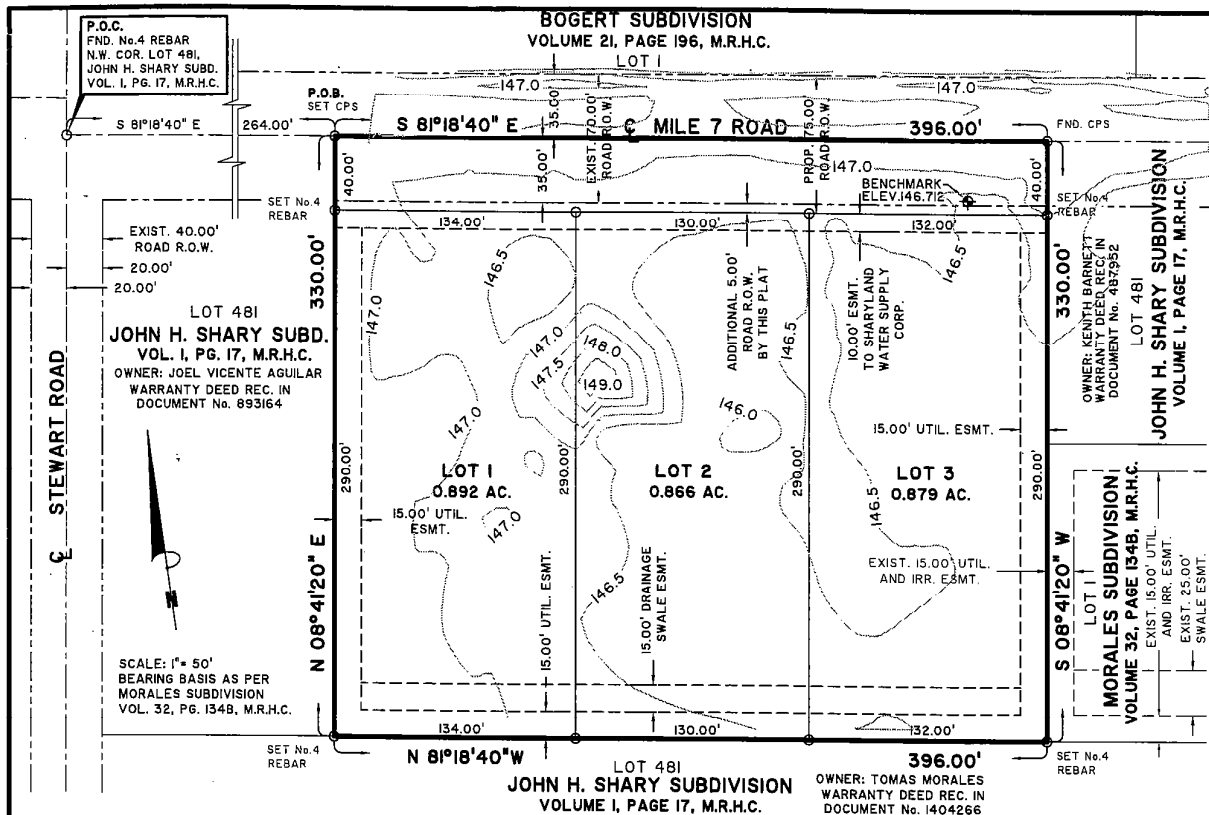 BOGERT SUBDIVISION
VOLUME 21, PAGE 196, M.R.H.C.
LOT 1
P.O.C.
FND. No.4 REBAR
N.W. COR. LOT 481,
JOHN H. SHARY SUBD.
VOL. 1, PG. 17, M.R.H.C.
P.O.B.
SET CPS
147.0
147.0
S 81°18'40" E
264.00'
S 81°18'40" E
℄ MILE 7 ROAD
396.00'
FND. CPS
35.00'
35.00'
EXIST. 70.00'
ROAD R.O.W.
PROP. 75.00'
ROAD R.O.W.
147.0
40.00'
40.00'
BENCHMARK
ELEV.146.712
SET No.4
REBAR
SET No.4
REBAR
134.00'
130.00'
132.00'
EXIST. 40.00'
ROAD R.O.W.
20.00'
20.00'
330.00'
330.00'
LOT 481
JOHN H. SHARY SUBD.
VOL. 1, PG. 17, M.R.H.C.
OWNER: JOEL VICENTE AGUILAR
WARRANTY DEED REC. IN
DOCUMENT No. 893164
℄ STEWART ROAD
147.0
146.5
147.0
147.5
148.0
149.0
ADDITIONAL 5.00'
ROAD R.O.W.
BY THIS PLAT
146.5
10.00' ESMT.
TO SHARYLAND
WATER SUPPLY
CORP.
146.5
OWNER: KENITH BARNETT
WARRANTY DEED REC. IN
DOCUMENT No. 487952
LOT 481
JOHN H. SHARY SUBDIVISION
VOLUME 1, PAGE 17, M.R.H.C.
147.0
146.0
15.00' UTIL. ESMT.
290.00'
290.00'
290.00'
290.00'
LOT 1
0.892 AC.
LOT 2
0.866 AC.
LOT 3
0.879 AC.
146.5
15.00' UTIL.
ESMT.
147.0
146.5
EXIST. 15.00' UTIL.
AND IRR. ESMT.
15.00' UTIL. ESMT.
15.00' DRAINAGE
SWALE ESMT.
N 08°41'20" E
S 08°41'20" W
LOT 1
MORALES SUBDIVISION
VOLUME 32, PAGE 134B, M.R.H.C.
EXIST. 15.00' UTIL.
AND IRR. ESMT.
EXIST. 25.00'
SWALE ESMT.
N
SCALE: 1"= 50'
BEARING BASIS AS PER
MORALES SUBDIVISION
VOL. 32, PG. 134B, M.R.H.C.
134.00'
130.00'
132.00'
SET No.4
REBAR
N 81°18'40"W
396.00'
SET No.4
REBAR
LOT 481
JOHN H. SHARY SUBDIVISION
VOLUME 1, PAGE 17, M.R.H.C.
OWNER: TOMAS MORALES
WARRANTY DEED REC. IN
DOCUMENT No. 1404266